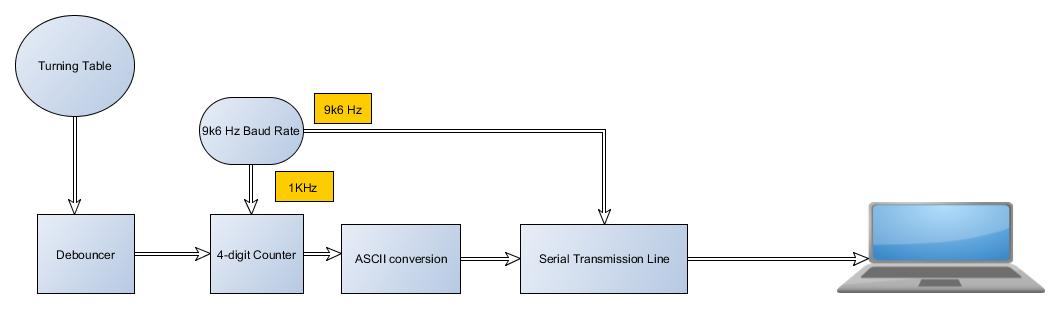 Turning Table
9k6 Hz
9k6 Hz Baud Rate
1KHz
Debouncer
4-digit Counter
ASCII conversion
Serial Transmission Line